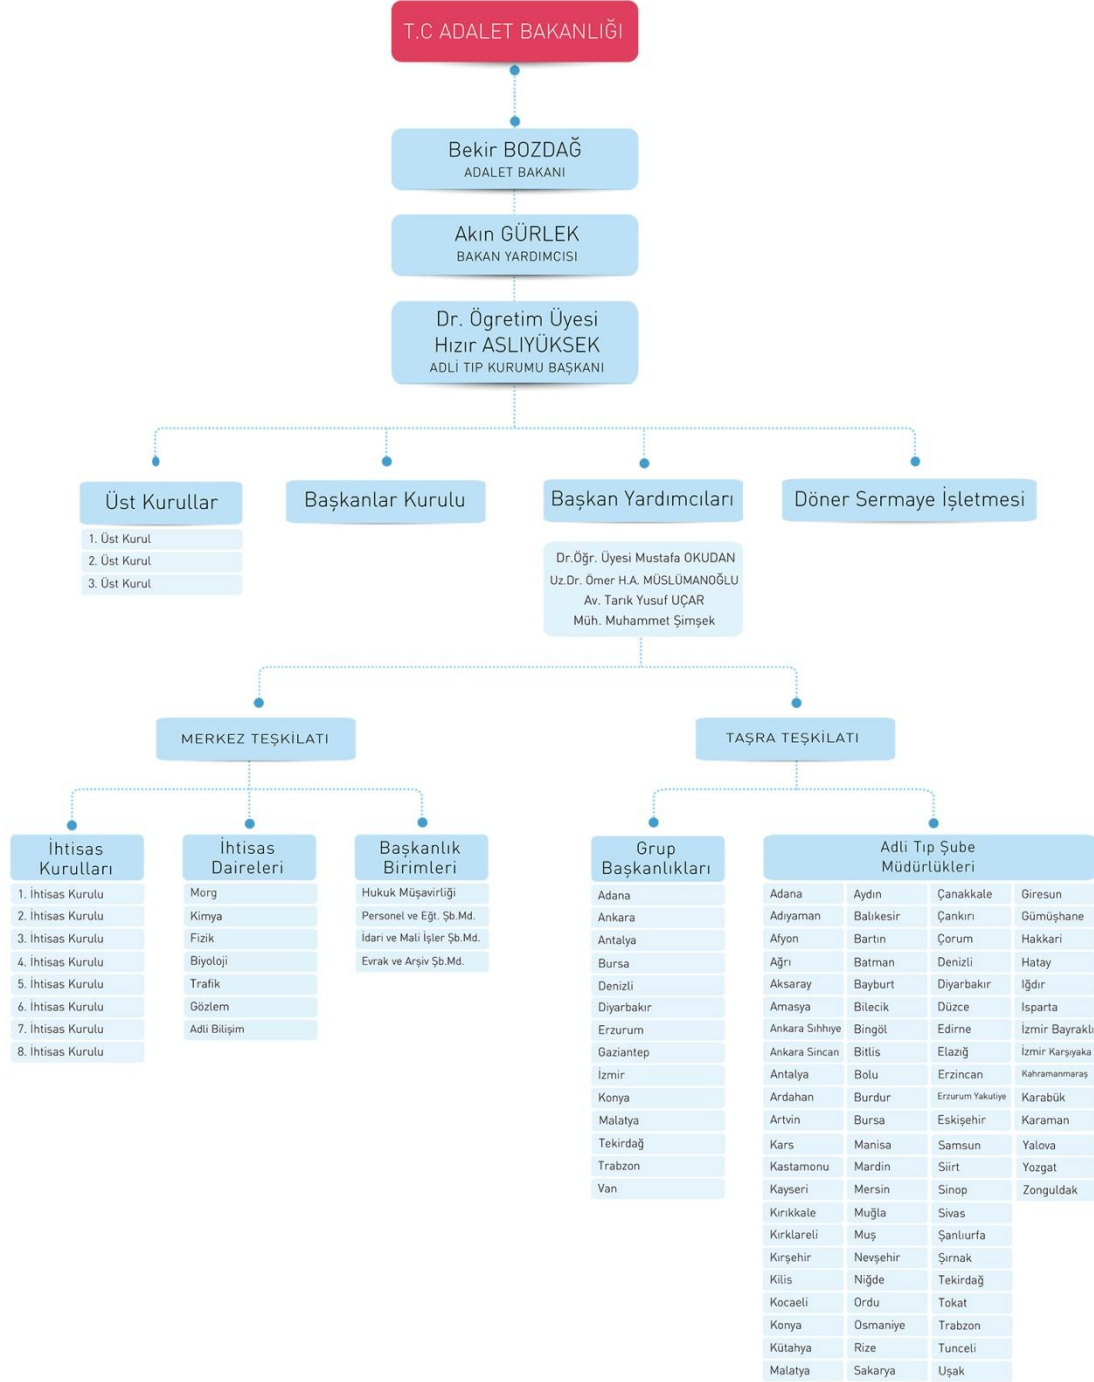 T.C ADALET BAKANLIĞI
Bekir BOZDAĞ
ADALET BAKANI
Akın GÜRLEK
BAKAN YARDIMCISI
Dr. Ögretim Üyesi
Hızır ASLIYÜKSEK
ADLİ TIP KURUMU BAŞKANI
Üst Kurullar
1. Üst Kurul
2. Üst Kurul
3. Üst Kurul
Başkanlar Kurulu
Başkan Yardımcıları
Dr.Öğr. Üyesi Mustafa OKUDAN
Uz.Dr. Ömer H.A. MÜSLÜMANOĞLU
Av. Tarık Yusuf UÇAR
Müh. Muhammet Şimşek
Döner Sermaye İşletmesi
MERKEZ TEŞKİLATI
İhtisas
Kurulları
1. İhtisas Kurulu
2. İhtisas Kurulu
3. İhtisas Kurulu
4. İhtisas Kurulu
5. İhtisas Kurulu
6. İhtisas Kurulu
7. İhtisas Kurulu
8. İhtisas Kurulu
İhtisas
Daireleri
Morg
Kimya
Fizik
Biyoloji
Trafik
Gözlem
Adli Bilişim
Başkanlık
Birimleri
Hukuk Müşavirliği
Personel ve Eğt. Şb.Md.
İdari ve Mali İşler Şb.Md.
Evrak ve Arşiv Şb.Md.
TAŞRA TEŞKİLATI
Grup
Başkanlıkları
Adana
Ankara
Antalya
Bursa
Denizli
Diyarbakır
Erzurum
Gaziantep
İzmir
Konya
Malatya
Tekirdağ
Trabzon
Van
Adli Tıp Şube
Müdürlükleri
Adana
Adıyaman
Afyon
Ağrı
Aksaray
Amasya
Ankara Sıhhıye
Ankara Sincan
Antalya
Ardahan
Artvin
Kars
Kastamonu
Kayseri
Kırıkkale
Kırklareli
Kırşehir
Kilis
Kocaeli
Konya
Kütahya
Malatya
Aydın
Balıkesir
Bartın
Batman
Bayburt
Bilecik
Bingöl
Bitlis
Bolu
Burdur
Bursa
Manisa
Mardin
Mersin
Muğla
Muş
Nevşehir
Niğde
Ordu
Osmaniye
Rize
Sakarya
Çanakkale
Çankırı
Çorum
Denizli
Diyarbakır
Düzce
Edirne
Elazığ
Erzincan
Erzurum Yakutiye
Eskişehir
Samsun
Siirt
Sinop
Sivas
Şanlıurfa
Şırnak
Tekirdağ
Tokat
Trabzon
Tunceli
Uşak
Giresun
Gümüşhane
Hakkari
Hatay
Iğdır
Isparta
İzmir Bayraklı
İzmir Karşıyaka
Kahramanmaraş
Karabük
Karaman
Yalova
Yozgat
Zonguldak